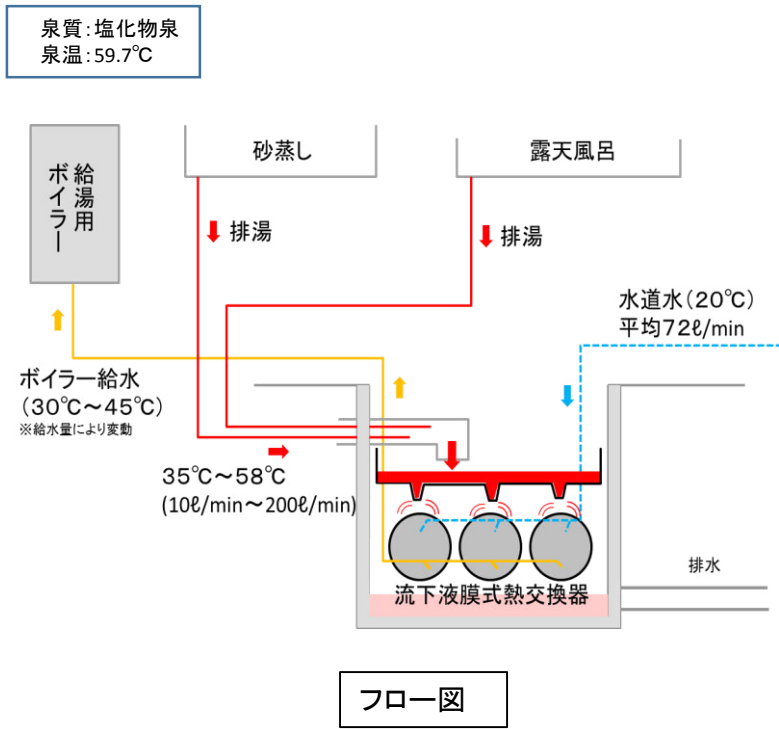 泉質:塩化物泉
泉温:59.7℃
砂蒸し
露天風呂
給湯用
ボイラー
排湯
排湯
水道水(20℃)
平均72ℓ/min
ボイラー給水
(30℃~45℃)
※給水量により変動
35℃~58℃
(10ℓ/min~200ℓ/min)
排水
流下液膜式熱交換器
フロー図